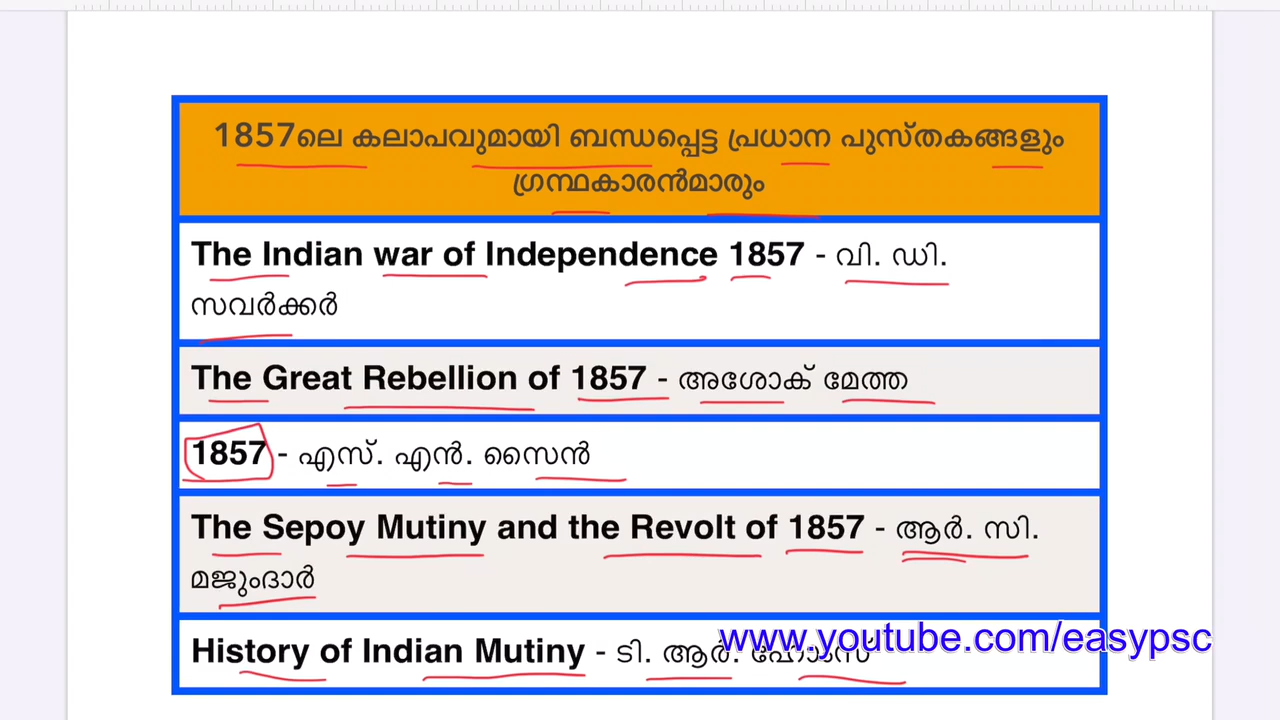 1857ലെ കലാപവുമായി ബന്ധപ്പെട്ട പ്രധാന പുസ്തകങ്ങളും
ഗ്രന്ഥകാരൻമാരും
The Indian war of Independence 1857 - വി. ഡി.
സവർക്കർ
The Great Rebellion of 1857 - അശോക് മേത്ത
1857 - എസ്. എൻ. സൈൻ
The Sepoy Mutiny and the Revolt of 1857 - ആർ. സി.
മജുംദാർ
History of Indian Mutiny - ടി. ആർ.
www.youtube.com/easypsc